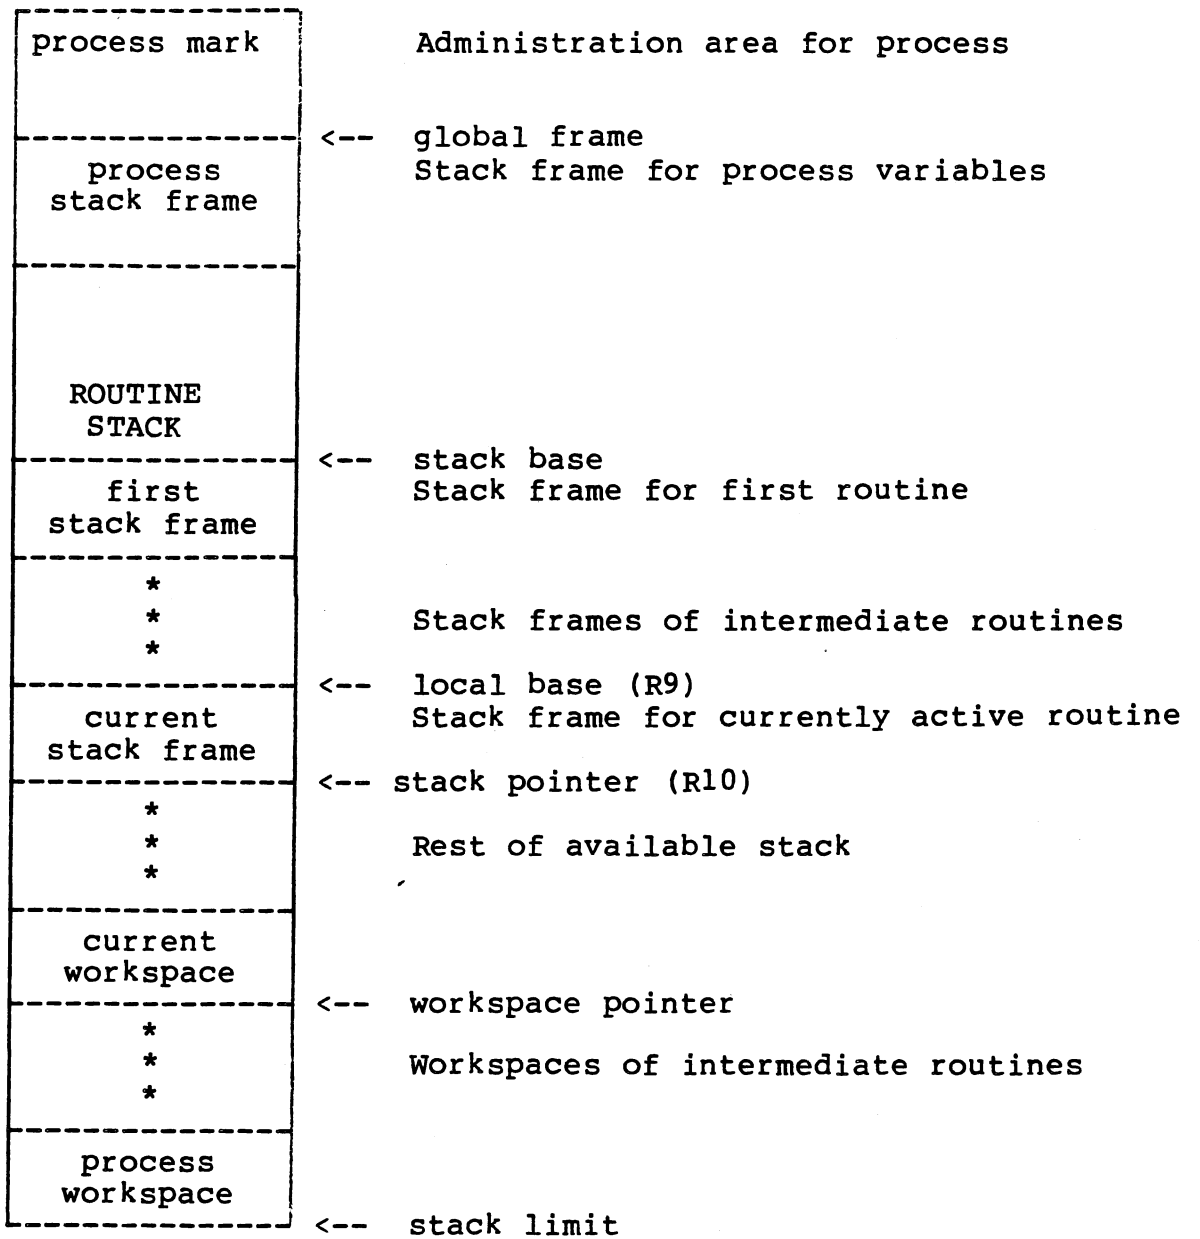 process mark Administration area for process
<-- global frame
process Stack frame for process variables
stack frame
ROUTINE
STACK
<-- stack base
first Stack frame for first routine
stack frame
*
* Stack frames of intermediate routines
*
<-- local base (R9)
current Stack frame for currently active routine
stack frame
<-- stack pointer (R10)
*
* Rest of available stack
*
current
workspace
<-- workspace pointer
*
* Workspaces of intermediate routines
*
process
workspace
<-- stack limit